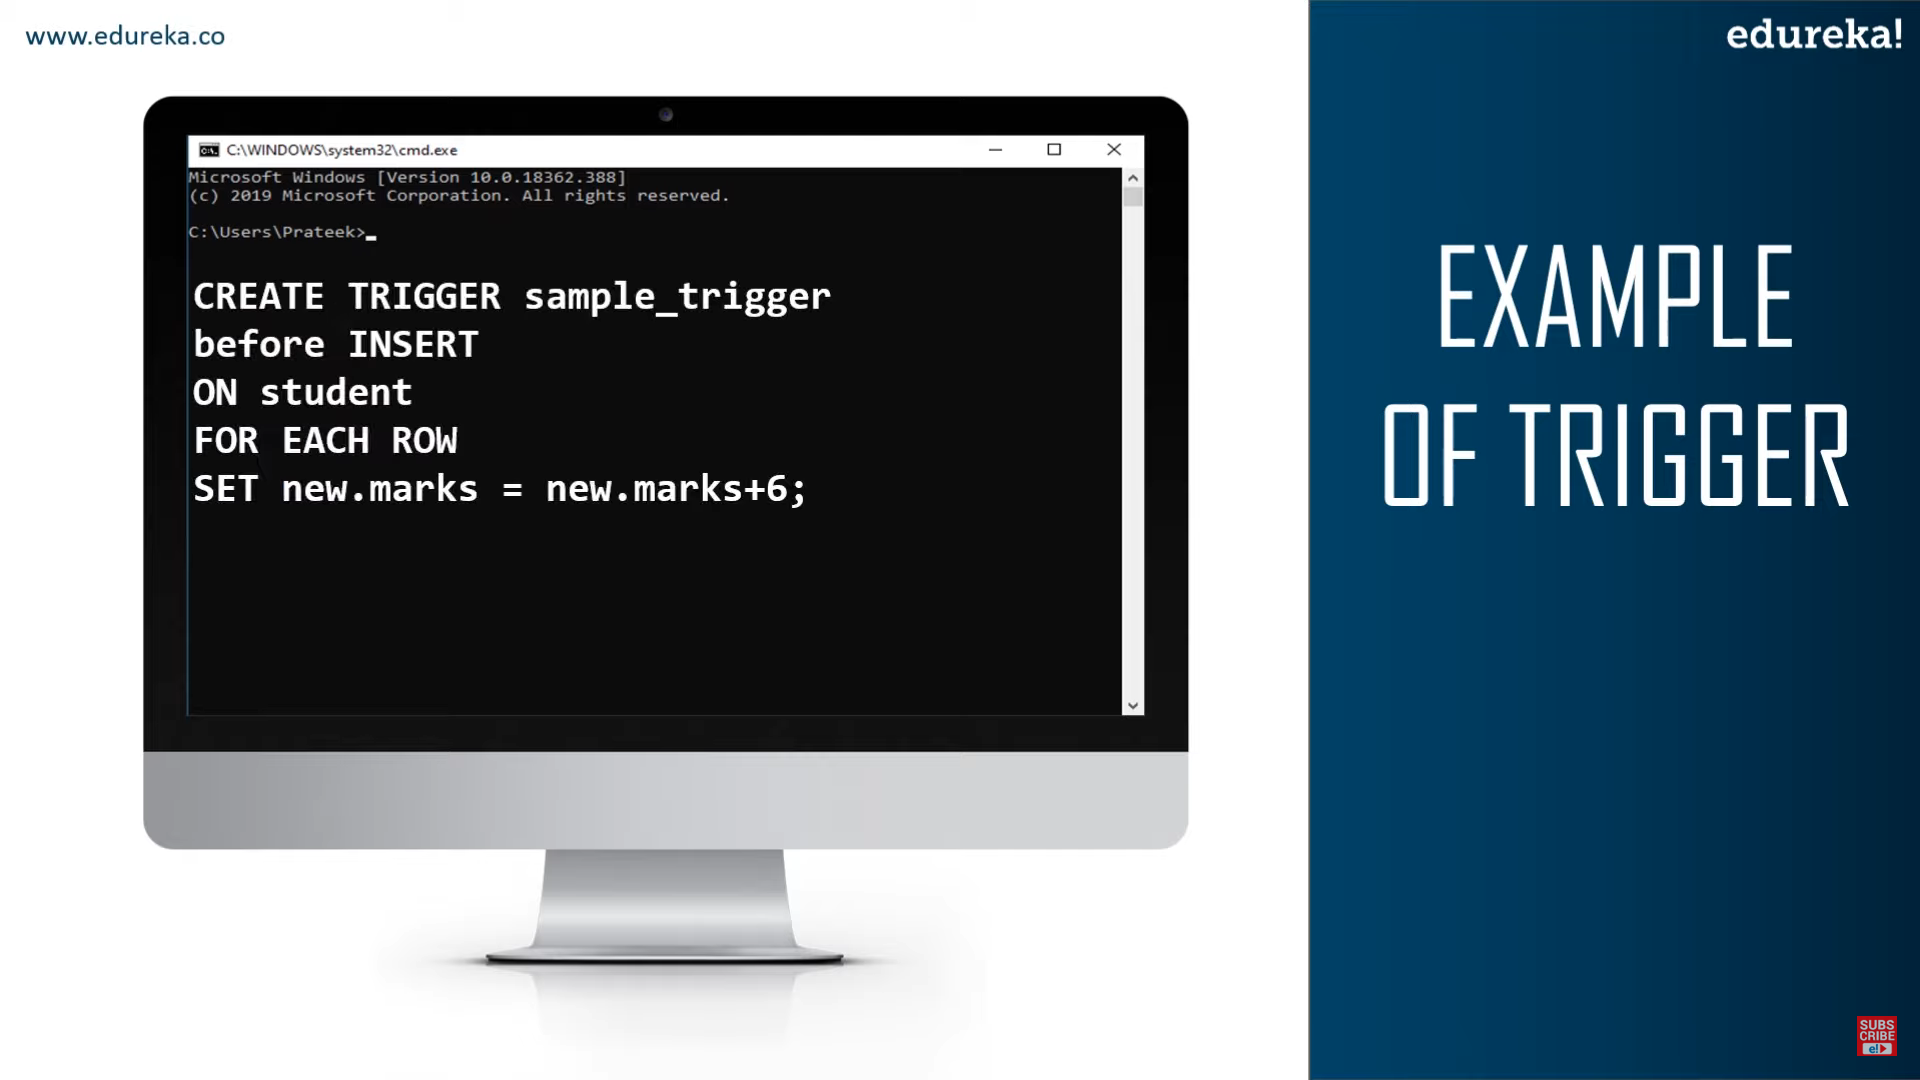 www.edureka.co
edureka!
C:\WINDOWS\system32\cmd.exe
Microsoft Windows [Version 10.0.18362.388]
(c) 2019 Microsoft Corporation. All rights reserved.
C:\Users\Prateek>_
CREATE TRIGGER sample_trigger
before INSERT
ON student
FOR EACH ROW
SET new.marks = new.marks+6;
EXAMPLE
OF TRIGGER
SUBS
CRIBE
e!